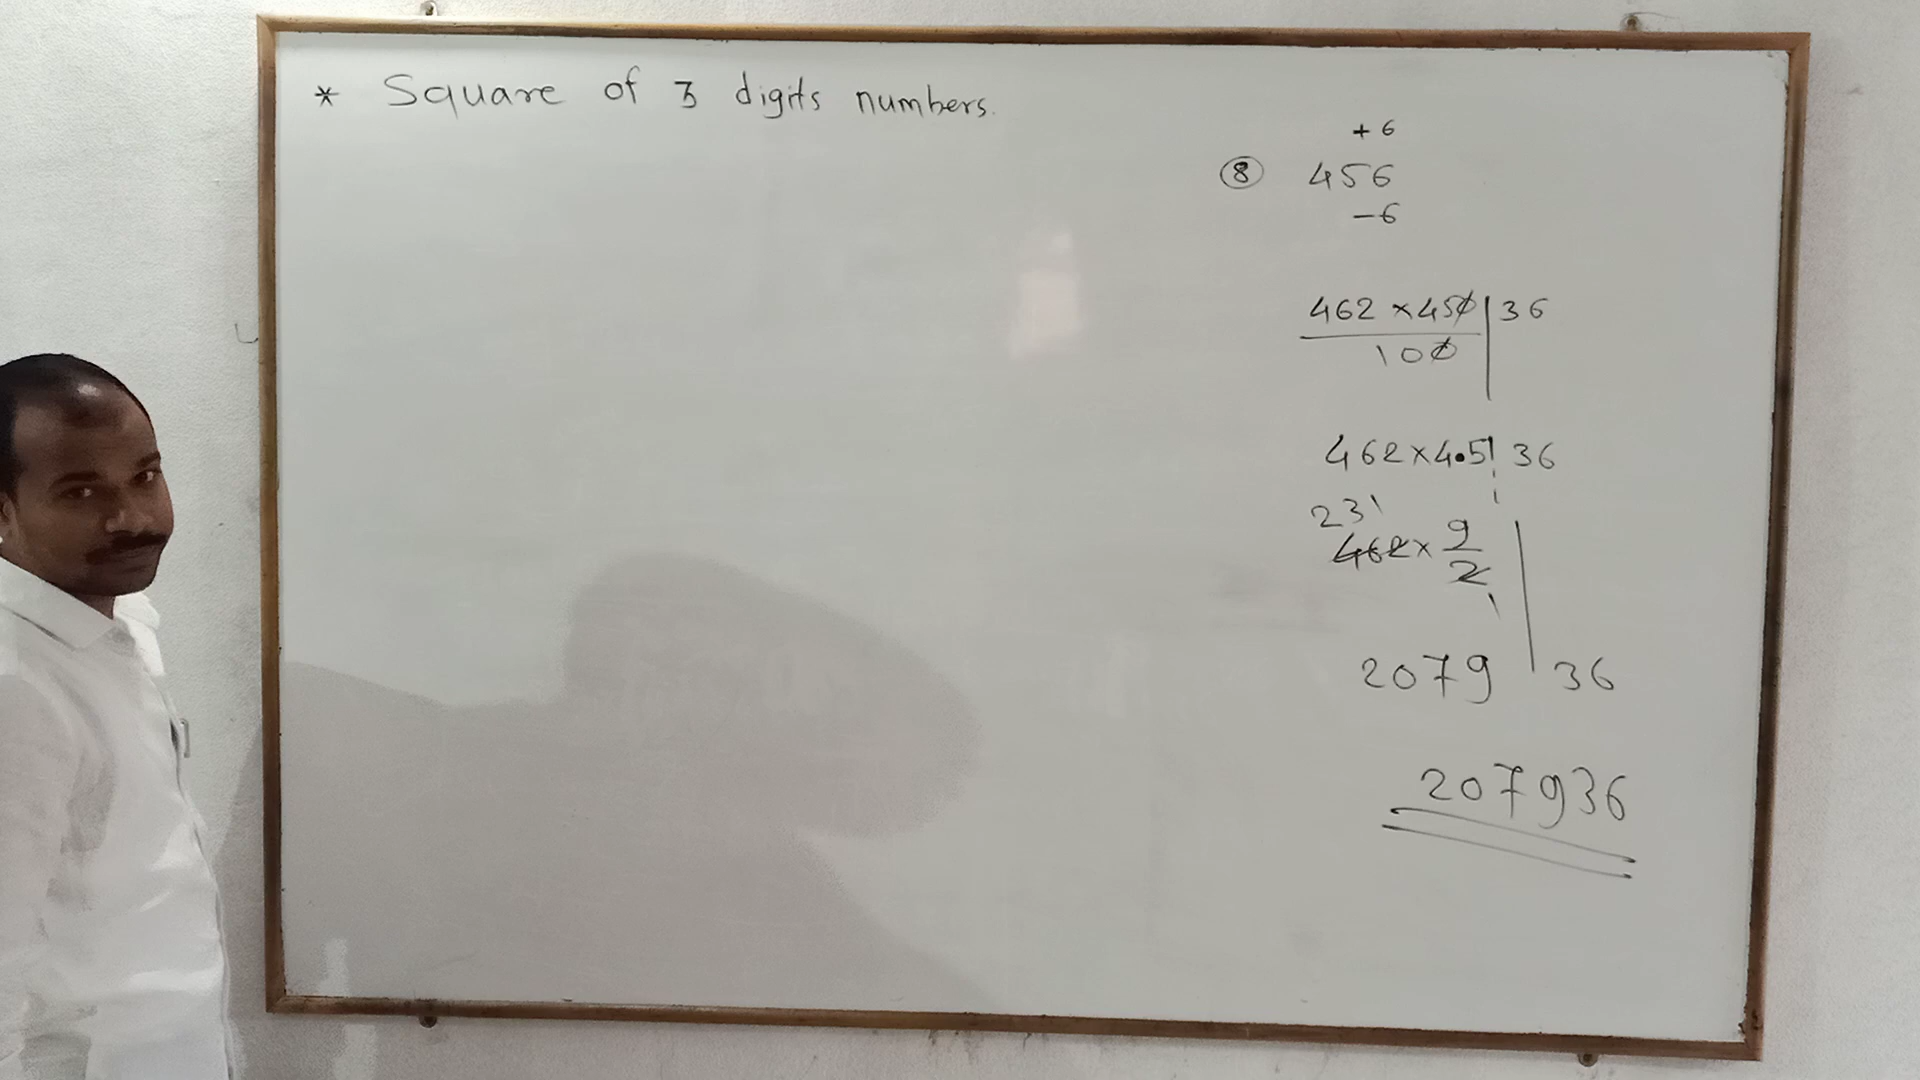 * Square of 3 digits numbers.
+ 6
⑧ 456
- 6
462 × 450 | 36
100
462 × 4.5 | 36
231
462 × 9/2
1
2079 | 36
207936